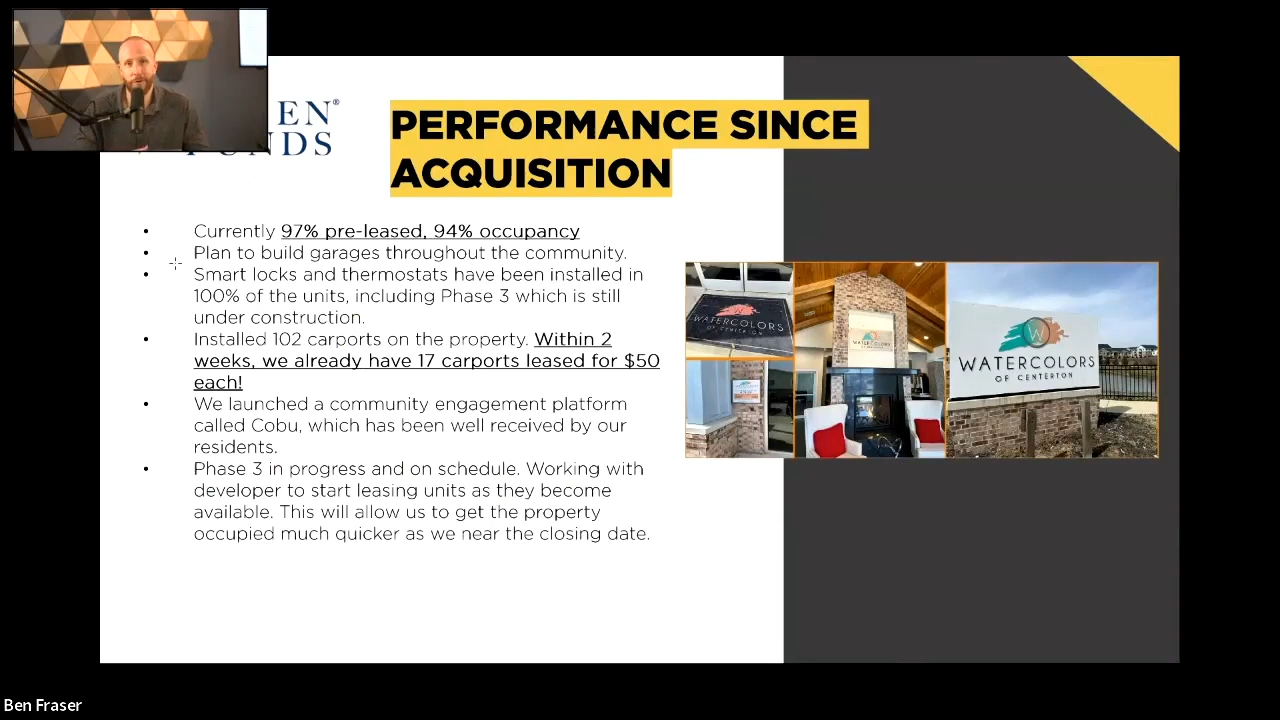 EN®
FUNDS
PERFORMANCE SINCE
ACQUISITION
• Currently 97% pre-leased, 94% occupancy
• Plan to build garages throughout the community.
• Smart locks and thermostats have been installed in
100% of the units, including Phase 3 which is still
under construction.
• Installed 102 carports on the property. Within 2
weeks, we already have 17 carports leased for $50
each!
• We launched a community engagement platform
called Cobu, which has been well received by our
residents.
• Phase 3 in progress and on schedule. Working with
developer to start leasing units as they become
available. This will allow us to get the property
occupied much quicker as we near the closing date.
WATERCOLORS
OF CENTERTON
W
WATERCOLORS
OF CENTERTON
Ben Fraser